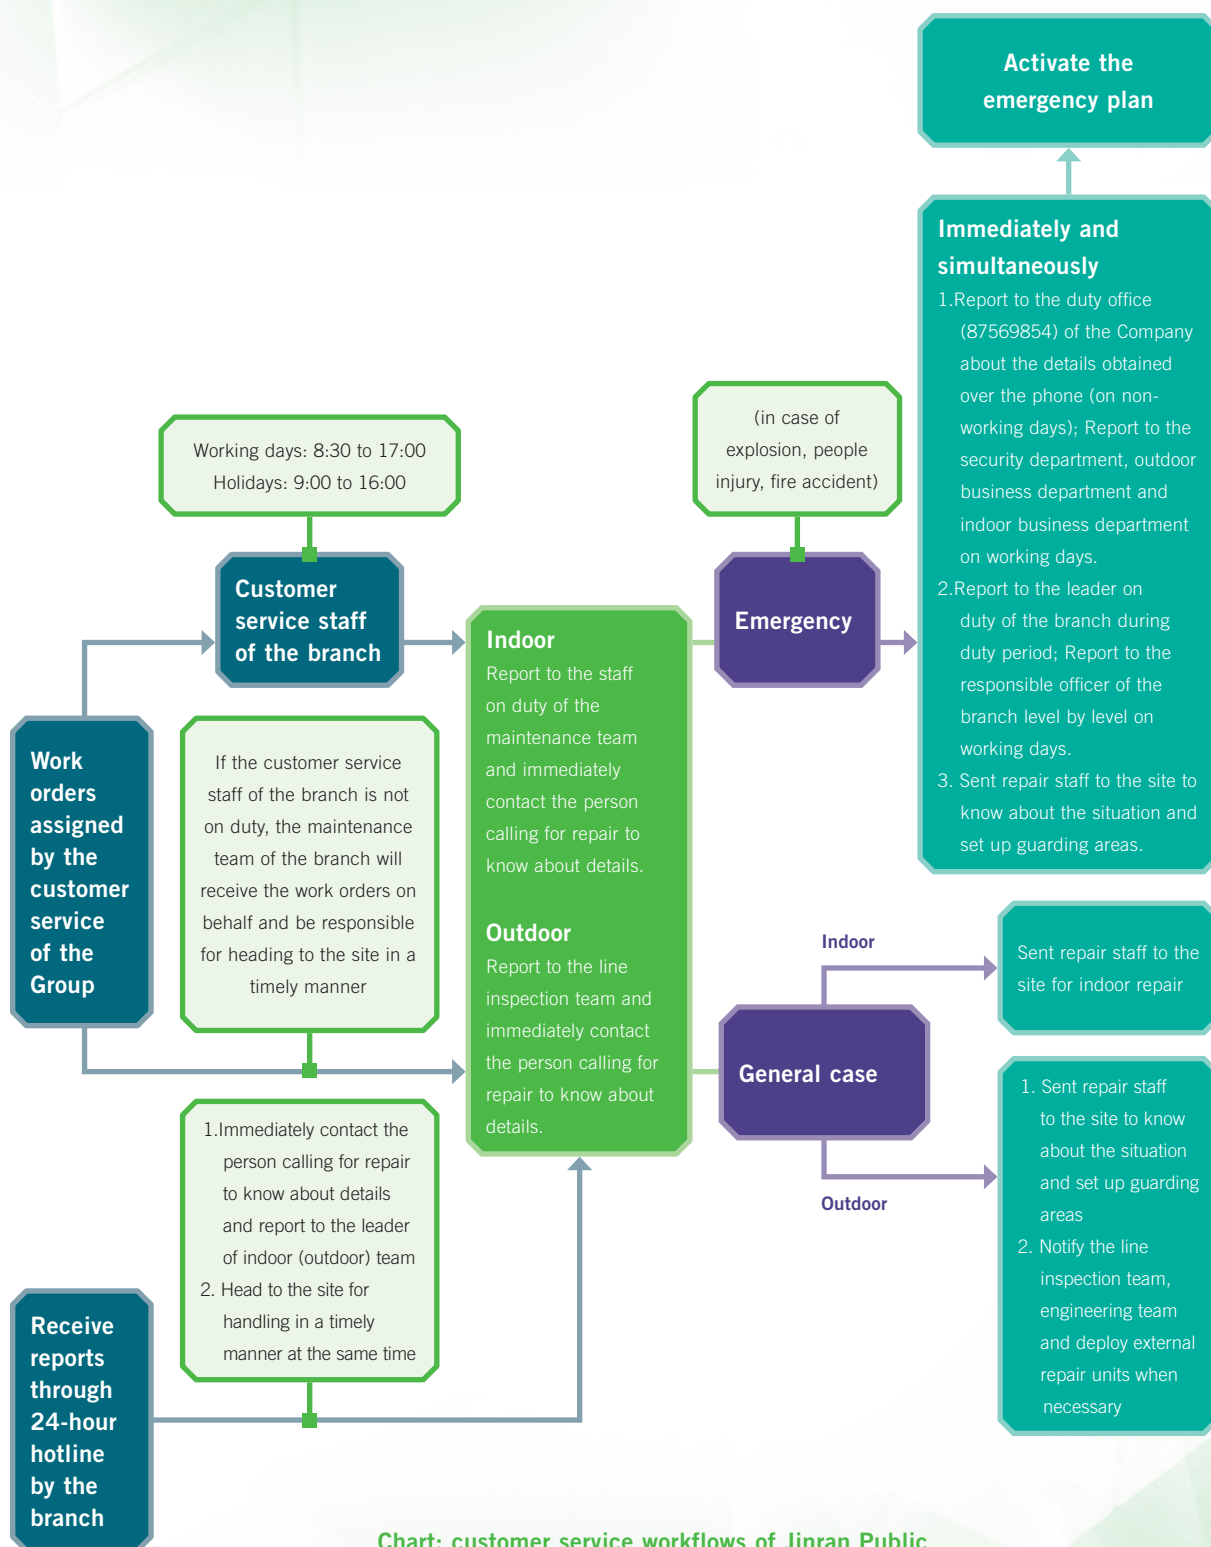 Activate the
emergency plan
Immediately and
simultaneously
1.Report to the duty office
(87569854) of the Company
about the details obtained
over the phone (on non-
working days); Report to the
security department, outdoor
business department and
indoor business department
on working days.
2.Report to the leader on
duty of the branch during
duty period; Report to the
responsible officer of the
branch level by level on
working days.
3. Sent repair staff to the site to
know about the situation and
set up guarding areas.
(in case of
explosion, people
injury, fire accident)
Emergency
Working days: 8:30 to 17:00
Holidays: 9:00 to 16:00
Customer
service staff
of the branch
Work
orders
assigned
by the
customer
service
of the
Group
If the customer service
staff of the branch is not
on duty, the maintenance
team of the branch will
receive the work orders on
behalf and be responsible
for heading to the site in a
timely manner
Indoor
Report to the staff
on duty of the
maintenance team
and immediately
contact the person
calling for repair to
know about details.
Outdoor
Report to the line
inspection team and
immediately contact
the person calling for
repair to know about
details.
Indoor
Sent repair staff to the
site for indoor repair
General case
Outdoor
1. Sent repair staff
to the site to know
about the situation
and set up guarding
areas
2. Notify the line
inspection team,
engineering team
and deploy external
repair units when
necessary
1.Immediately contact the
person calling for repair
to know about details
and report to the leader
of indoor (outdoor) team
2. Head to the site for
handling in a timely
manner at the same time
Receive
reports
through
24-hour
hotline
by the
branch
Chart: customer service workflows of Jinran Public